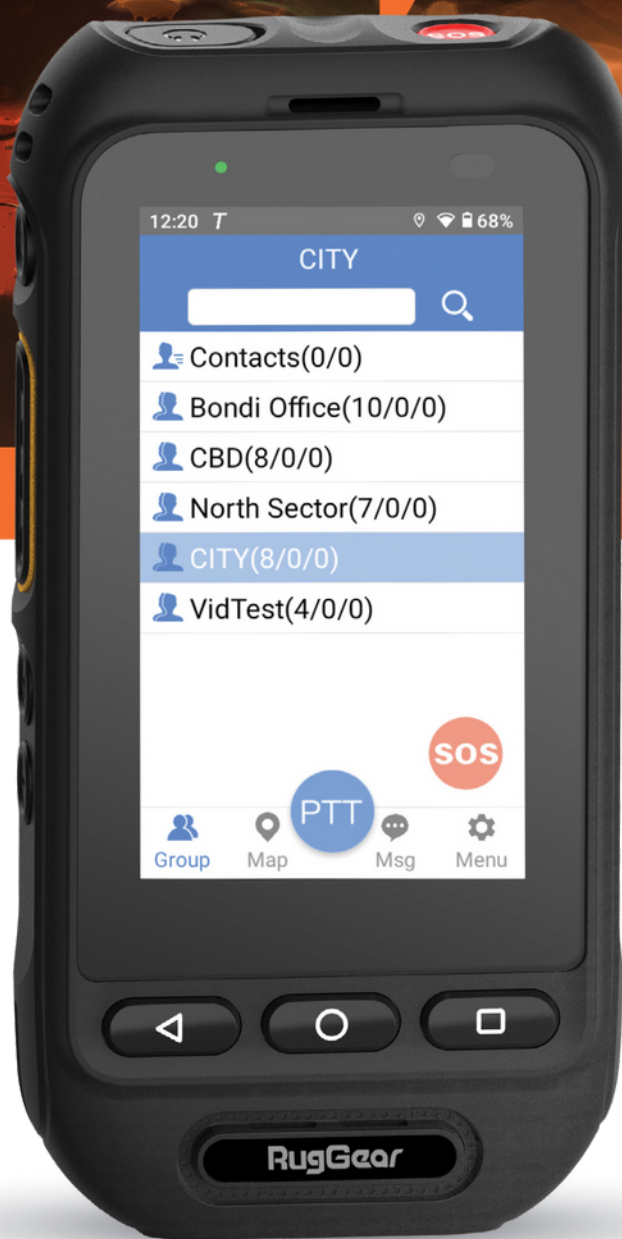 SOS
12:20 T 68%
CITY
Contacts(0/0)
Bondi Office(10/0/0)
CBD(8/0/0)
North Sector(7/0/0)
CITY(8/0/0)
VidTest(4/0/0)
SOS
PTT
Group Map Msg Menu
RugGear